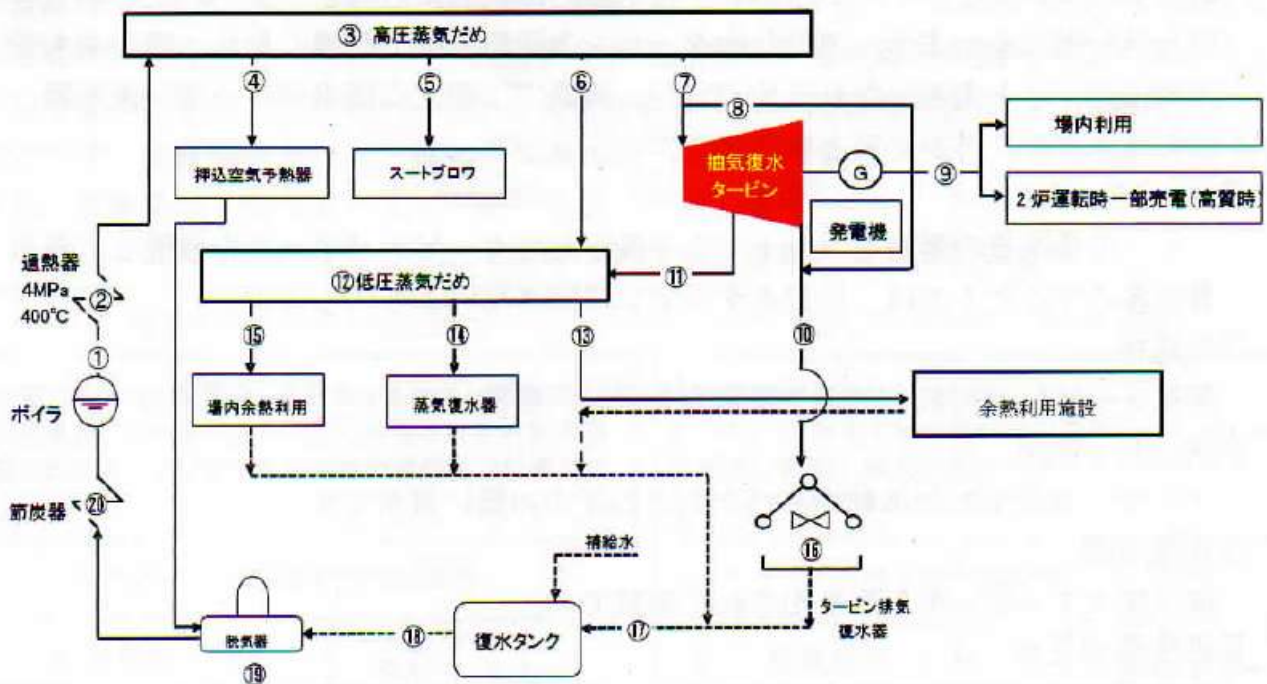 ③ 高圧蒸気だめ
④
⑤
⑥
⑦
⑧
場内利用
押込空気予熱器
スートブロワ
抽気復水
タービン
G
⑨
2炉運転時一部売電(高質時)
発電機
過熱器
4MPa
400℃
②
⑫低圧蒸気だめ
⑪
①
⑮
⑭
⑬
⑩
ボイラ
場内余熱利用
蒸気復水器
余熱利用施設
節炭器
⑳
補給水
⑯
タービン排気
復水器
脱気器
⑱
復水タンク
⑰
⑲